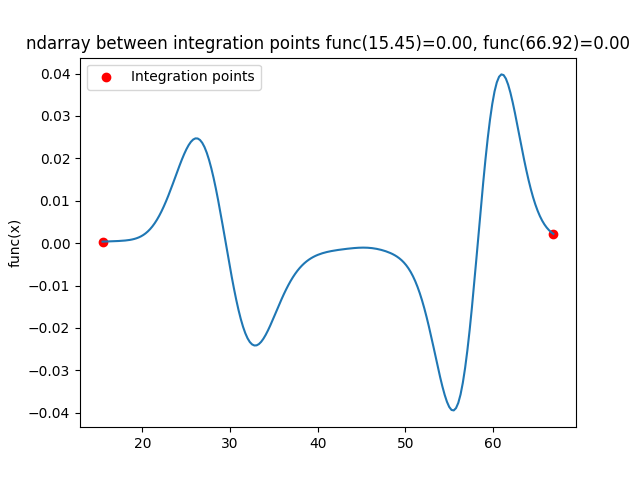 ndarray between integration points func(15.45)=0.00, func(66.92)=0.00
Integration points
func(x)
0.04
0.03
0.02
0.01
0.00
−0.01
−0.02
−0.03
−0.04
20 30 40 50 60